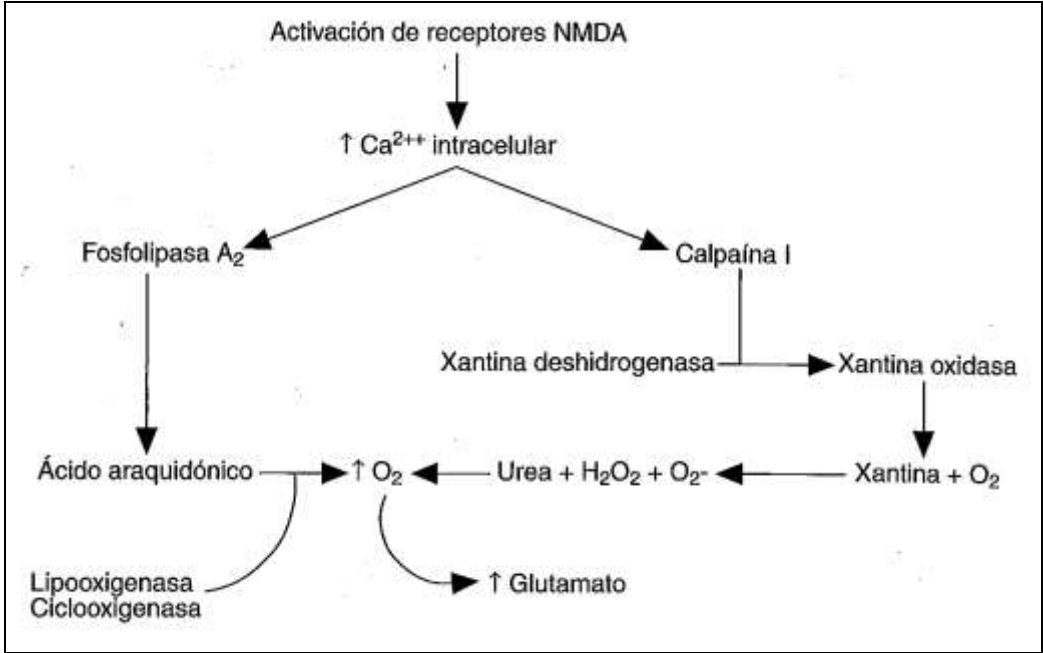 Activación de receptores NMDA
↑ Ca²⁺⁺ intracelular
Fosfolipasa A₂
Calpaína I
Xantina deshidrogenasa
Xantina oxidasa
Ácido araquidónico
↑ O₂
Urea + H₂O₂ + O₂-
Xantina + O₂
Lipooxigenasa
Ciclooxigenasa
↑ Glutamato